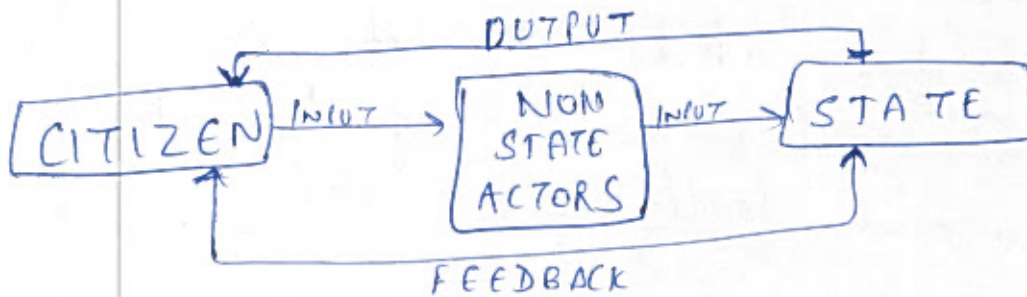 OUTPUT
CITIZEN
INPUT
NON
STATE
ACTORS
INPUT
STATE
FEEDBACK